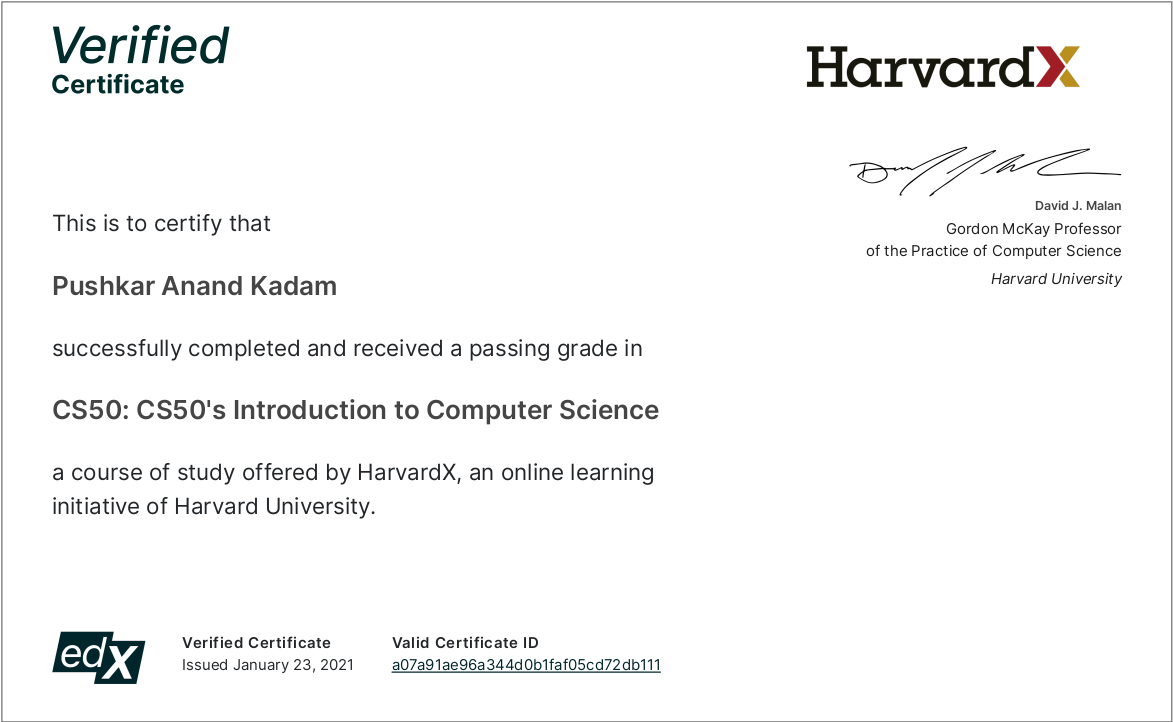 Verified
Certificate
HarvardX
David J. Malan
Gordon McKay Professor
of the Practice of Computer Science
Harvard University
This is to certify that
Pushkar Anand Kadam
successfully completed and received a passing grade in
CS50: CS50's Introduction to Computer Science
a course of study offered by HarvardX, an online learning
initiative of Harvard University.
edX
Verified Certificate
Issued January 23, 2021
Valid Certificate ID
a07a91ae96a344d0b1faf05cd72db111